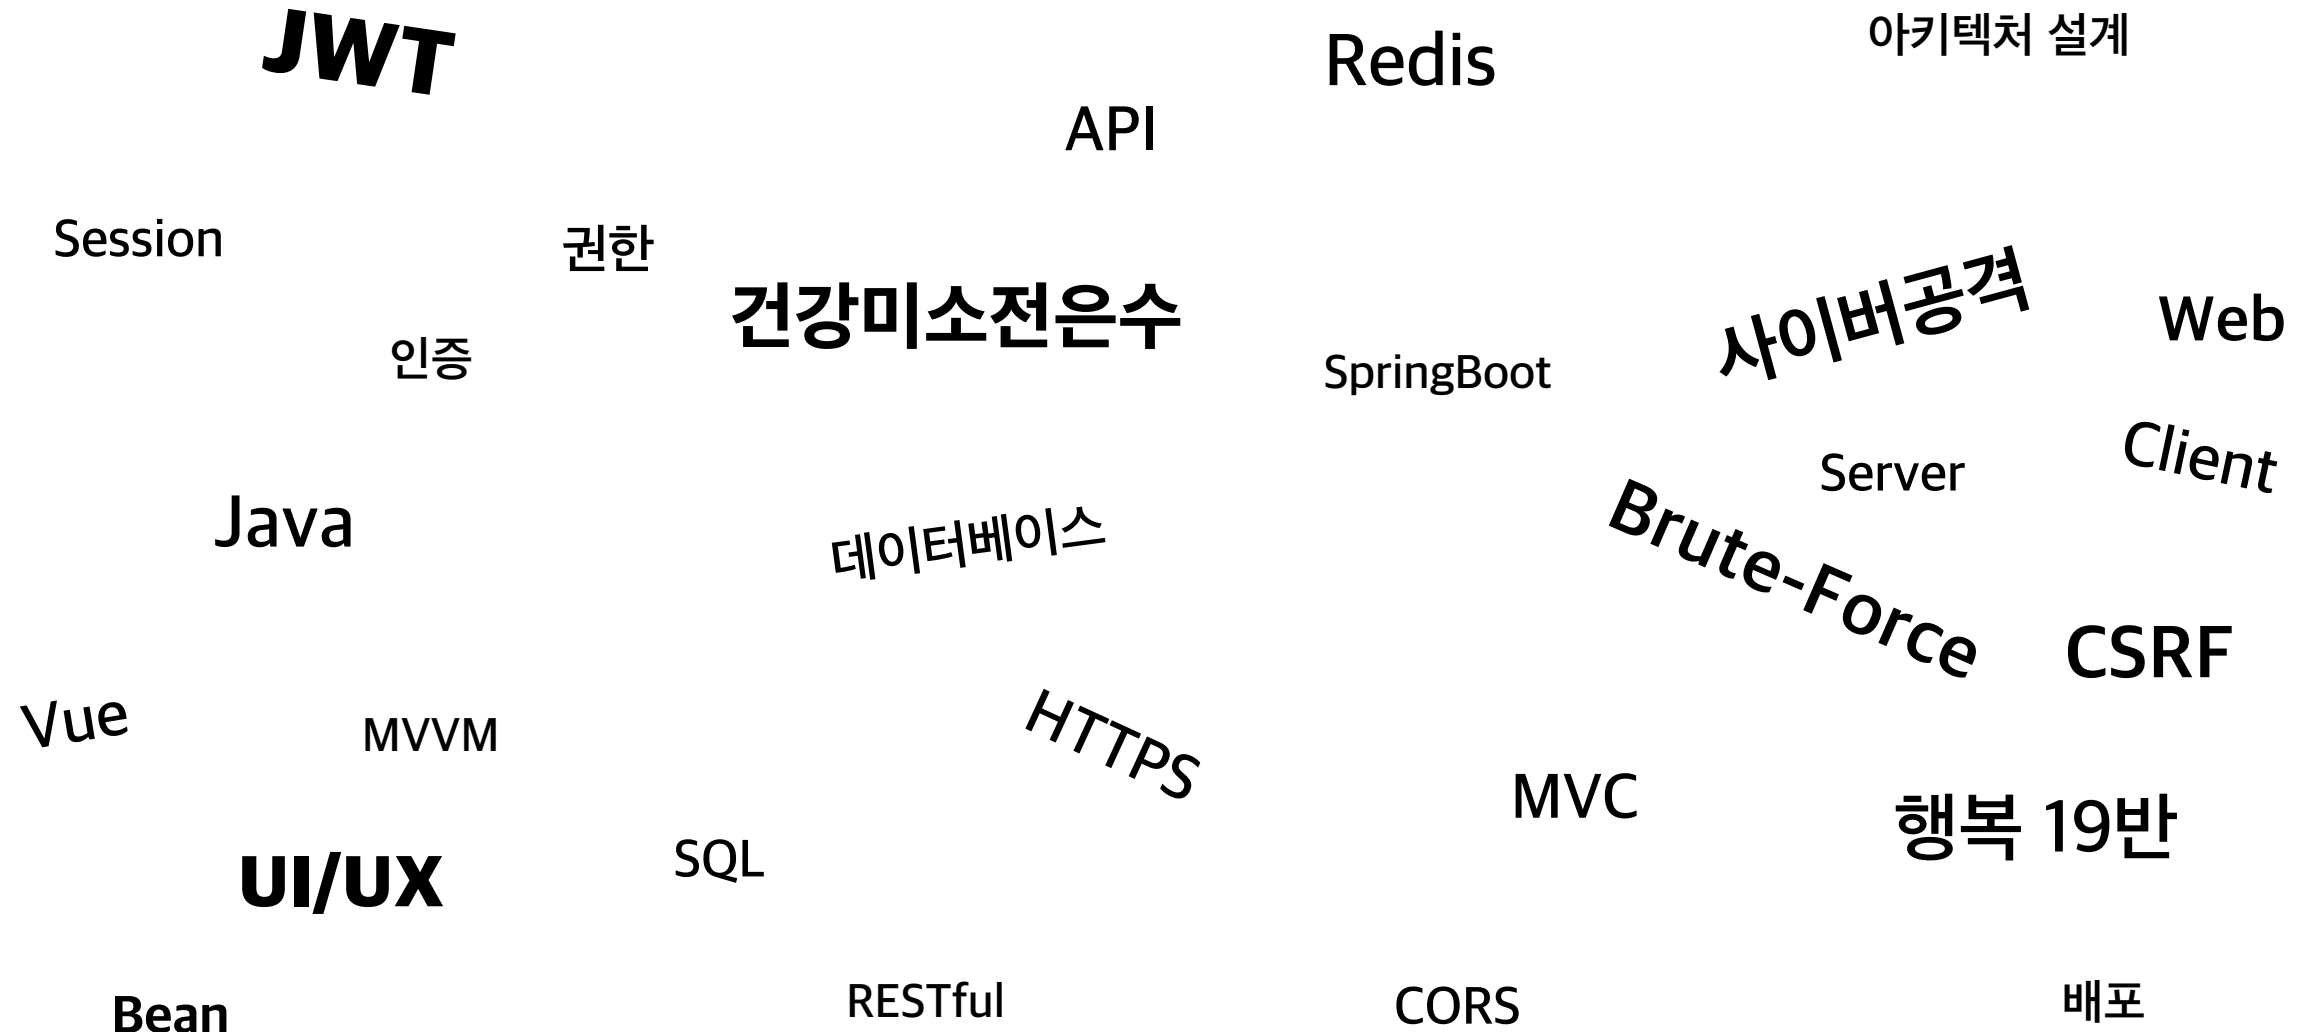 JWT
Redis
아키텍처 설계
API
Session
권한
건강미소전은수
사이버공격
Web
인증
SpringBoot
Client
Server
Java
데이터베이스
Brute-Force
CSRF
Vue
MVVM
HTTPS
MVC
행복 19반
UI/UX
SQL
Bean
RESTful
CORS
배포